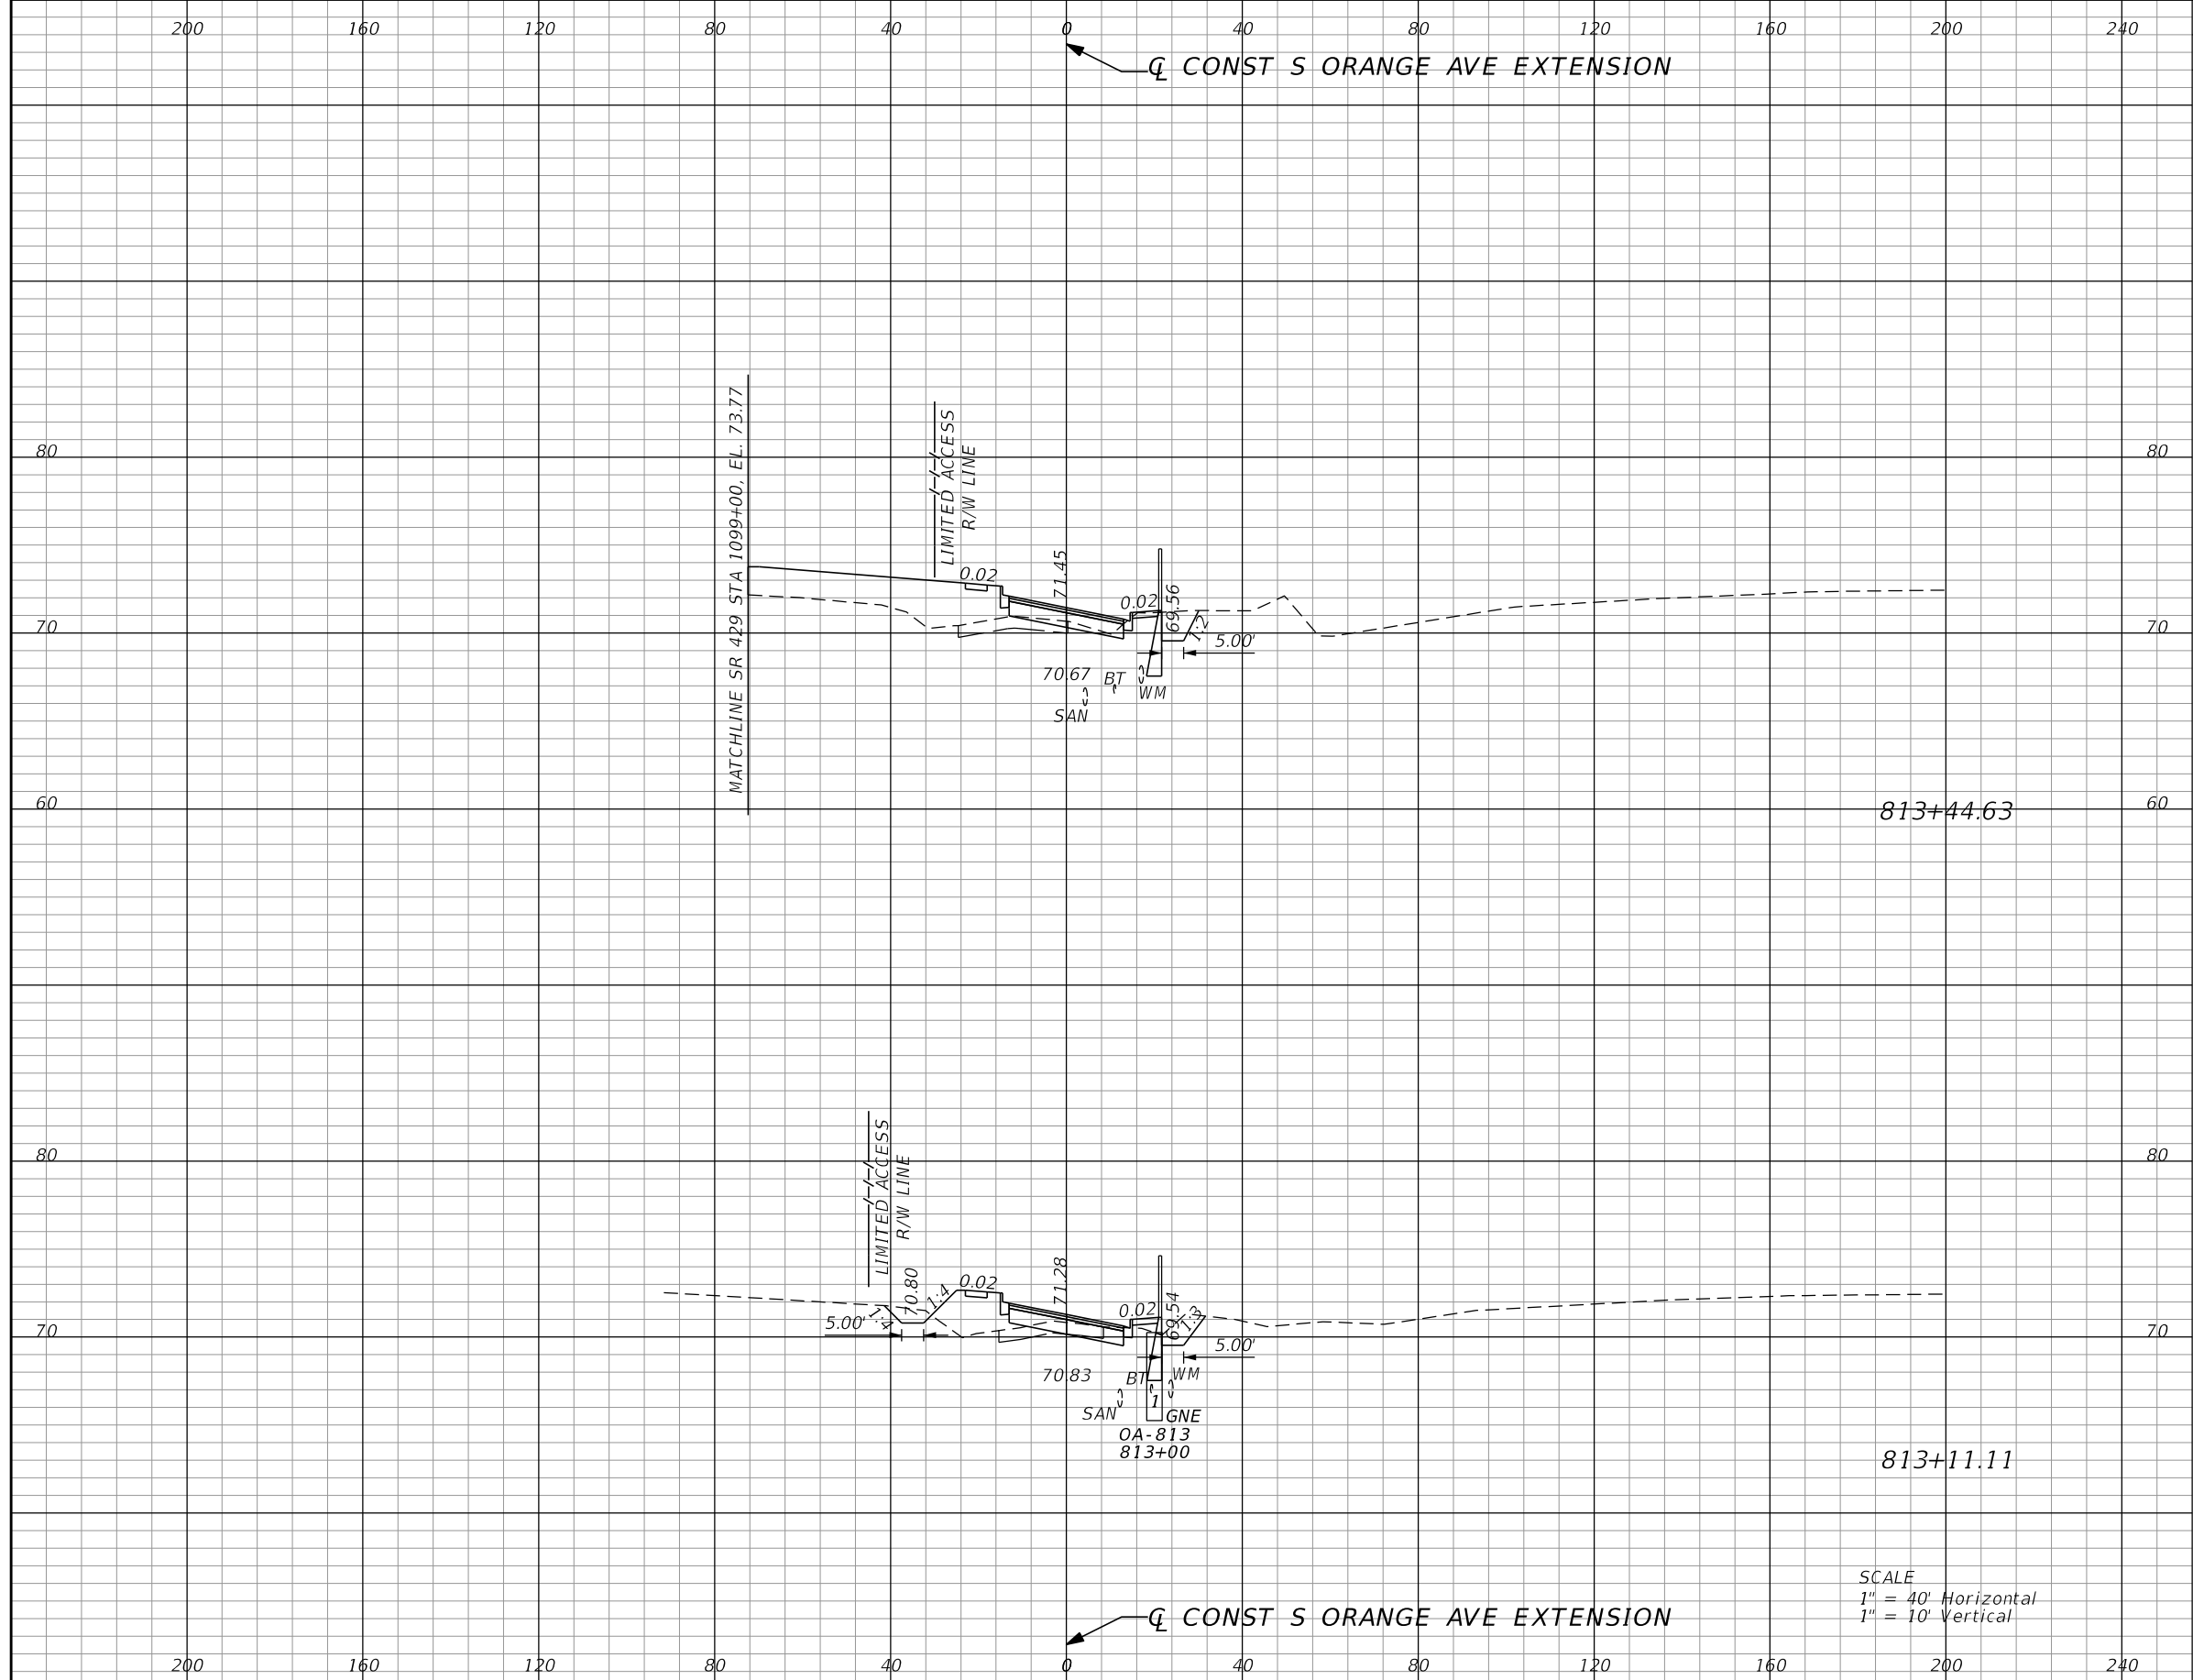 200 160 120 80 40 0 40 80 120 160 200 240
℄ CONST S ORANGE AVE EXTENSION
MATCHLINE SR 429 STA 1099+00, EL. 73.77
LIMITED ACCESS
R/W LINE
80 80
71.45
0.02
0.02
69.56
1:2
70 70
5.00'
70.67
BT
WM
SAN
60 60
813+44.63
80 80
LIMITED ACCESS
R/W LINE
70.80
1:4
1:4
0.02
71.28
0.02
69.54
1:3
5.00'
70 70
5.00'
70.83
BT
WM
1
SAN
GNE
OA-813
813+00
813+11.11
SCALE
1" = 40' Horizontal
1" = 10' Vertical
℄ CONST S ORANGE AVE EXTENSION
200 160 120 80 40 0 40 80 120 160 200 240